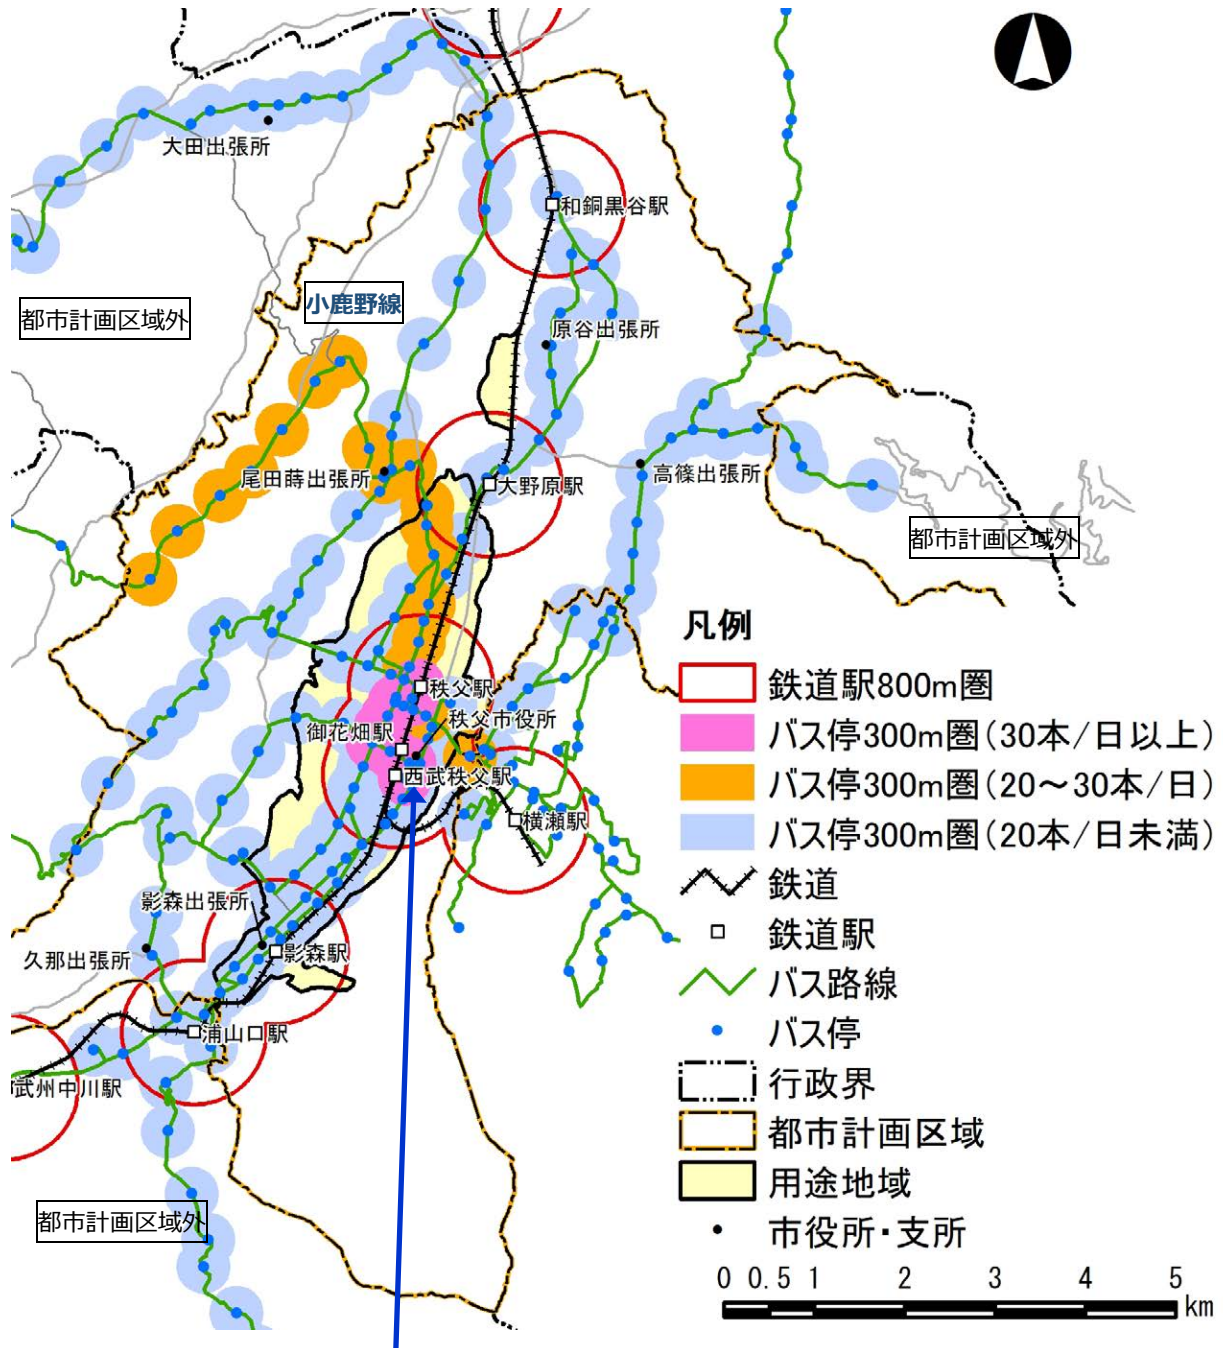 大田出張所
和銅黒谷駅
小鹿野線
都市計画区域外
原谷出張所
尾田蒔出張所
大野原駅
高篠出張所
都市計画区域外
秩父駅
秩父市役所
御花畑駅
西武秩父駅
横瀬駅
影森出張所
久那出張所
影森駅
浦山口駅
武州中川駅
都市計画区域外
凡例
鉄道駅800m圏
バス停300m圏(30本/日以上)
バス停300m圏(20~30本/日)
バス停300m圏(20本/日未満)
鉄道
鉄道駅
バス路線
バス停
行政界
都市計画区域
用途地域
市役所・支所
0 0.5 1 2 3 4 5
km